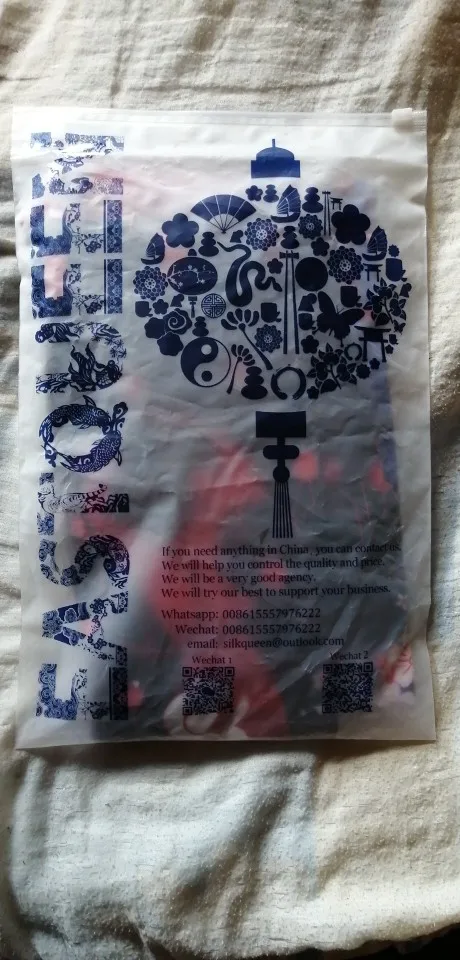 EASTQUEEN
If you need anything in China, you can contact us.
We will help you control the quality and price.
We will be a very good agency.
We will try our best to support your business.
Whatsapp: 008615557976222
Wechat: 008615557976222
email: silkqueen@outlook.com
Wechat 1
Wechat 2